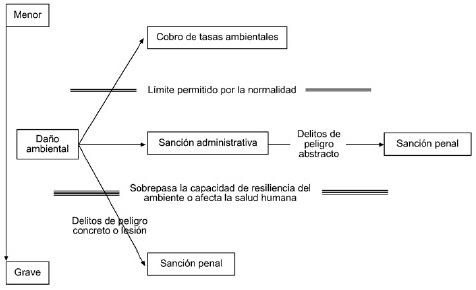 Menor
Cobro de tasas ambientales
Límite permitido por la normalidad
Daño
ambiental
Sanción administrativa
Delitos de
peligro
abstracto
Sanción penal
Sobrepasa la capacidad de resiliencia del
ambiente o afecta la salud humana
Delitos de peligro
concreto o lesión
Sanción penal
Grave